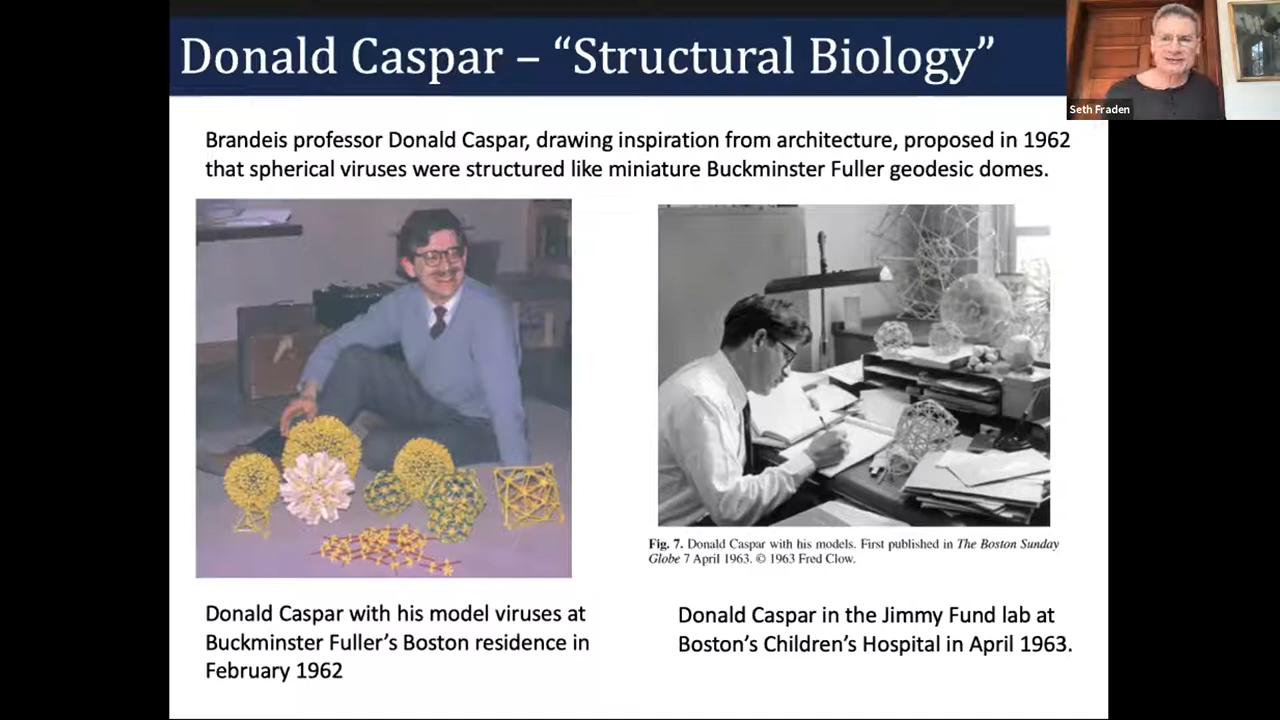 Donald Caspar – “Structural Biology”
Seth Fraden
Brandeis professor Donald Caspar, drawing inspiration from architecture, proposed in 1962
that spherical viruses were structured like miniature Buckminster Fuller geodesic domes.
Fig. 7. Donald Caspar with his models. First published in The Boston Sunday
Globe 7 April 1963. © 1963 Fred Clow.
Donald Caspar with his model viruses at
Buckminster Fuller’s Boston residence in
February 1962
Donald Caspar in the Jimmy Fund lab at
Boston’s Children’s Hospital in April 1963.